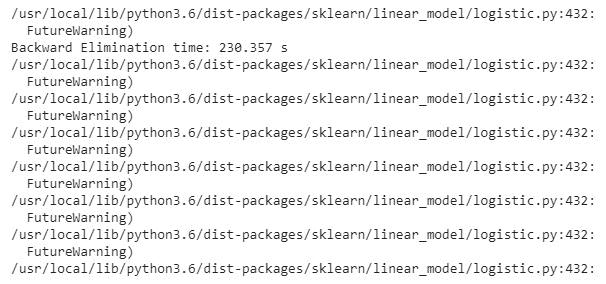 /usr/local/lib/python3.6/dist-packages/sklearn/linear_model/logistic.py:432:
  FutureWarning)
Backward Elimination time: 230.357 s
/usr/local/lib/python3.6/dist-packages/sklearn/linear_model/logistic.py:432:
  FutureWarning)
/usr/local/lib/python3.6/dist-packages/sklearn/linear_model/logistic.py:432:
  FutureWarning)
/usr/local/lib/python3.6/dist-packages/sklearn/linear_model/logistic.py:432:
  FutureWarning)
/usr/local/lib/python3.6/dist-packages/sklearn/linear_model/logistic.py:432:
  FutureWarning)
/usr/local/lib/python3.6/dist-packages/sklearn/linear_model/logistic.py:432:
  FutureWarning)
/usr/local/lib/python3.6/dist-packages/sklearn/linear_model/logistic.py:432:
  FutureWarning)
/usr/local/lib/python3.6/dist-packages/sklearn/linear_model/logistic.py:432: